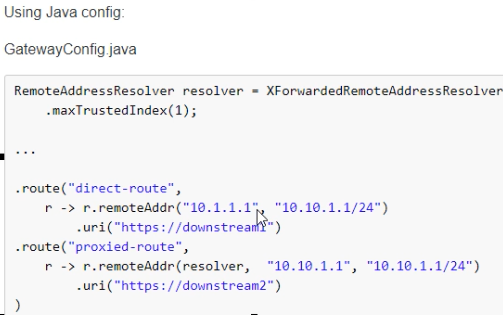 Using Java config:
GatewayConfig.java
RemoteAddressResolver resolver = XForwardedRemoteAddressResolver
.maxTrustedIndex(1);
...
.route("direct-route",
r -> r.remoteAddr("10.1.1.1", "10.10.1.1/24")
.uri("https://downstream1")
.route("proxied-route",
r -> r.remoteAddr(resolver,  "10.10.1.1", "10.10.1.1/24")
.uri("https://downstream2")
)